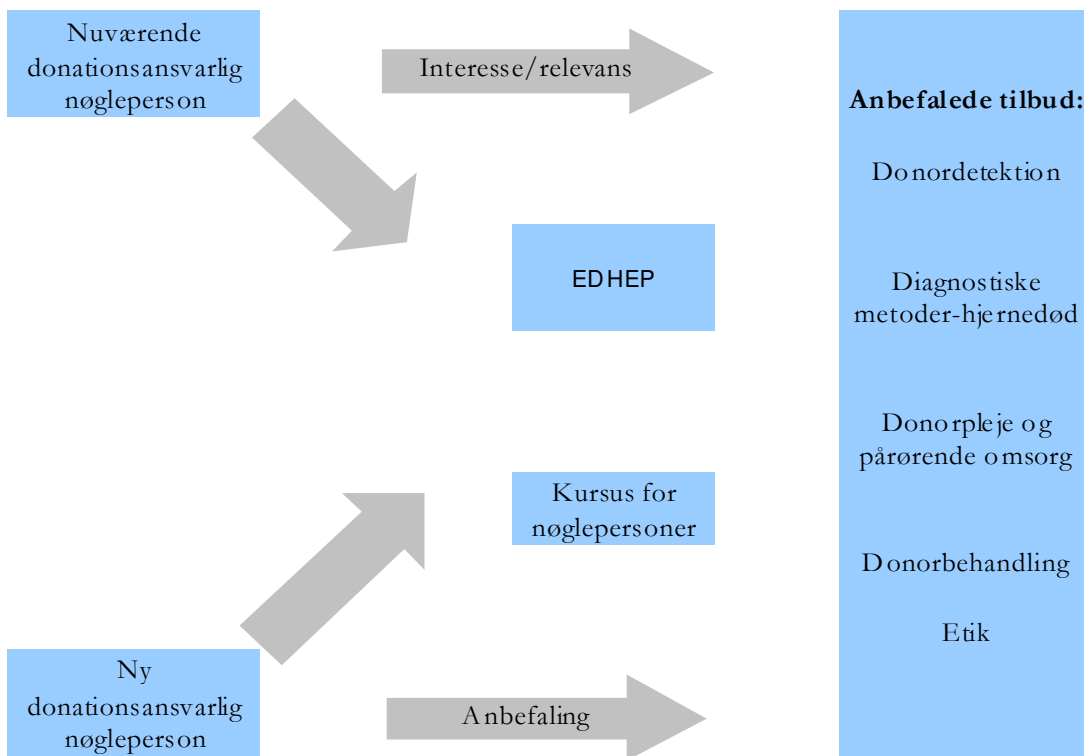 Nuværende
donationsansvarlig
nøgleperson
Interesse/relevans
Anbefalede tilbud:
Donordetektion
EDHEP
Diagnostiske
metoder-hjernedød
Donorpleje og
pårørende omsorg
Kursus for
nøglepersoner
Donorbehandling
Etik
Ny
donationsansvarlig
nøgleperson
Anbefaling